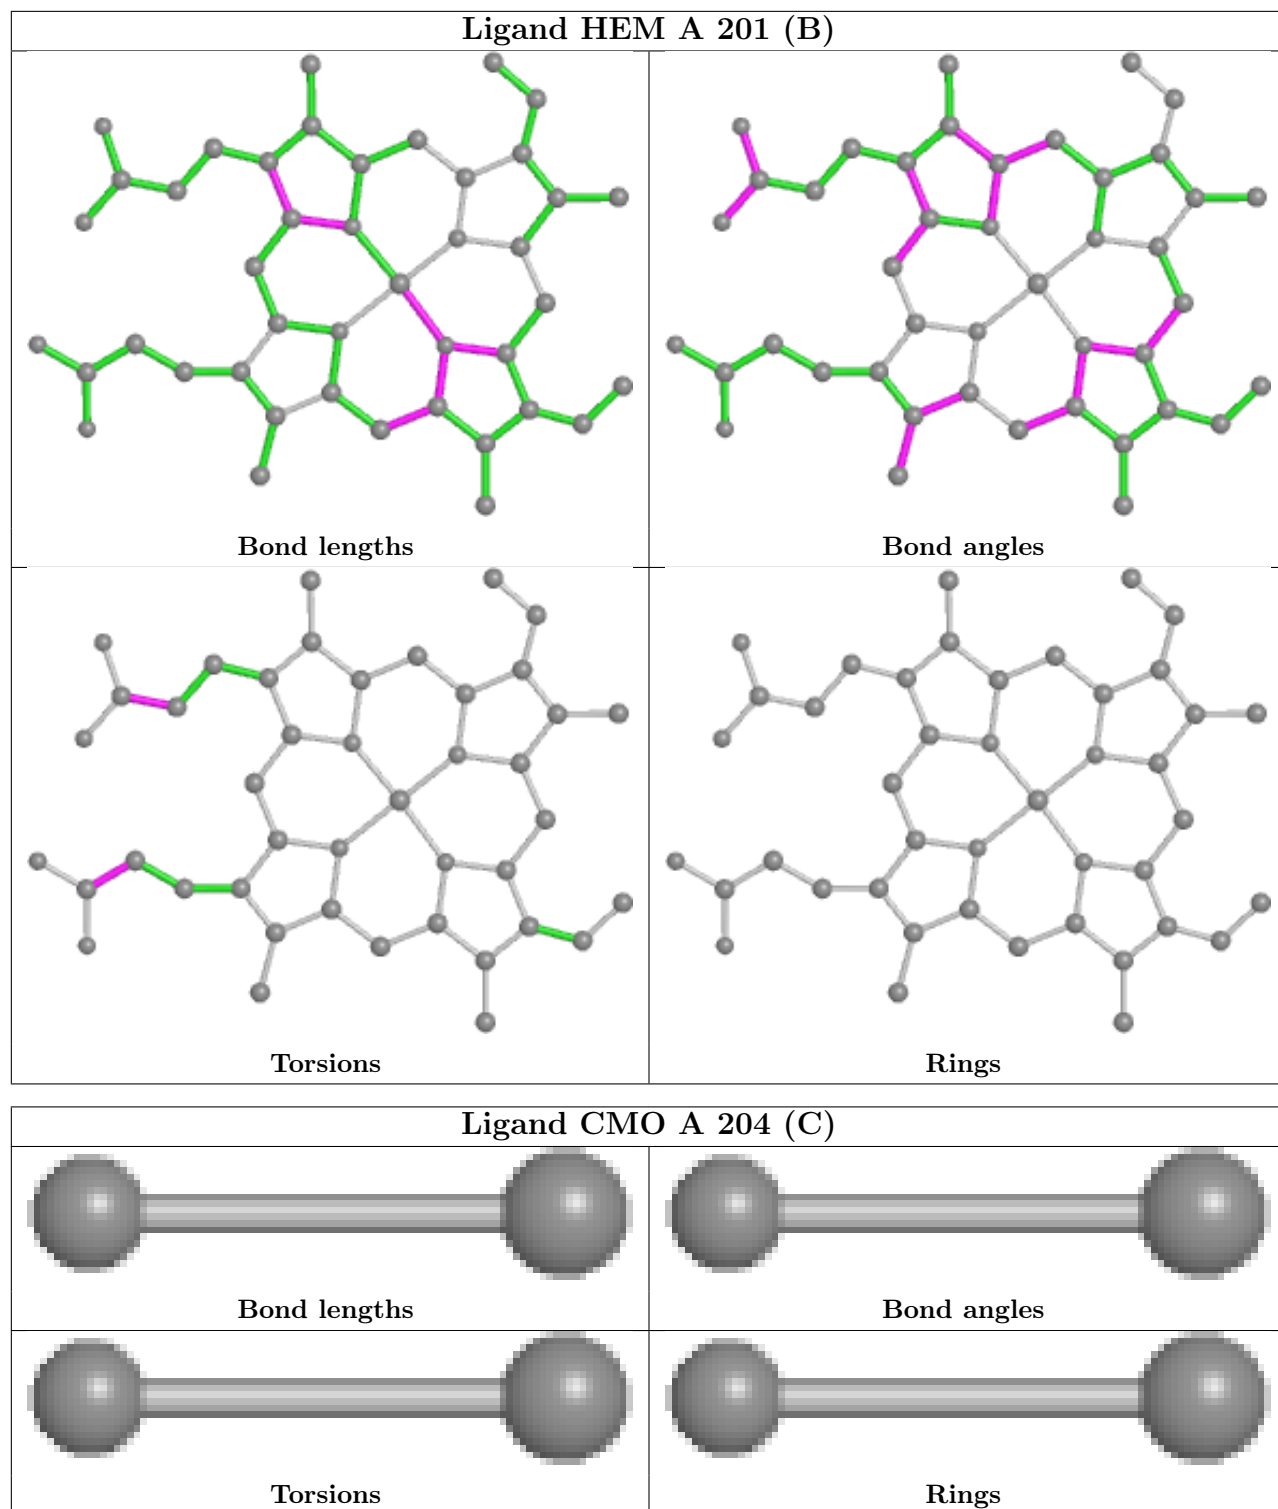 Ligand HEM A 201 (B)
Bond lengths
Bond angles
Torsions
Rings
Ligand CMO A 204 (C)
Bond lengths
Bond angles
Torsions
Rings